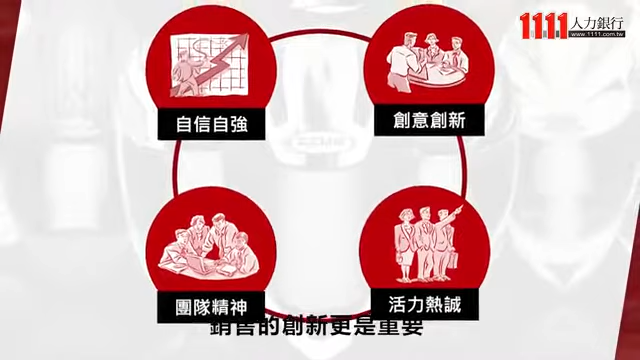 1111人力銀行
www.1111.com.tw
自信自強
創意創新
團隊精神
活力熱誠
銷售的創新更是重要